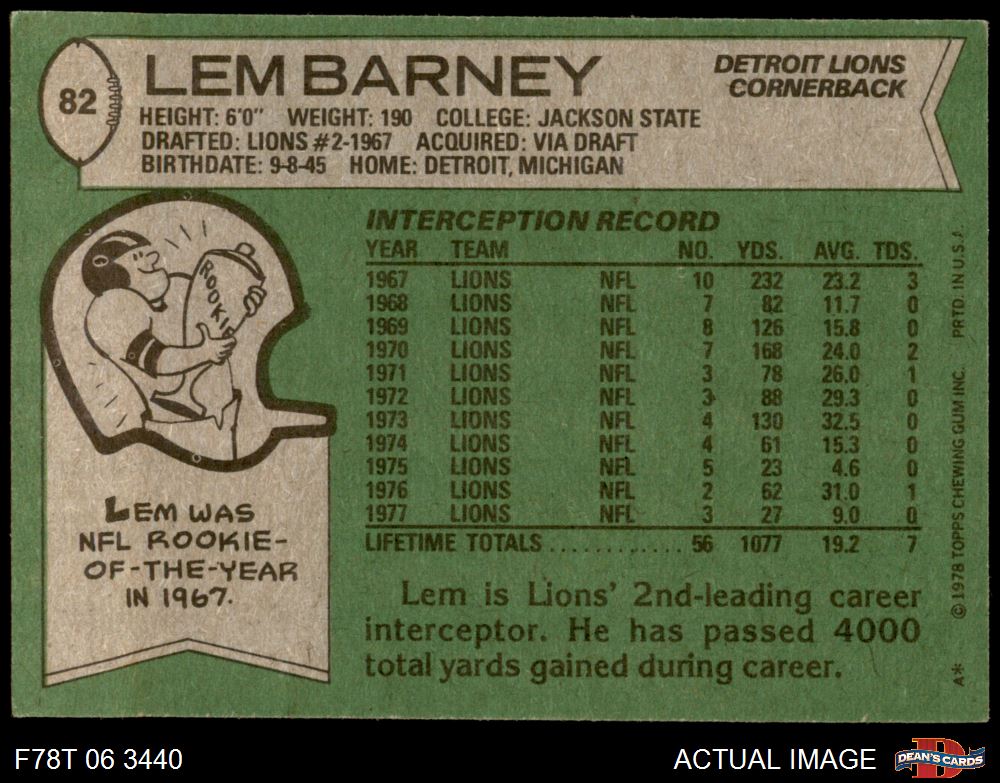 82
LEM BARNEY
DETROIT LIONS
CORNERBACK
HEIGHT: 6'0" WEIGHT: 190 COLLEGE: JACKSON STATE
DRAFTED: LIONS #2-1967 ACQUIRED: VIA DRAFT
BIRTHDATE: 9-8-45 HOME: DETROIT, MICHIGAN
ROOKIE
LEM WAS
NFL ROOKIE-
OF-THE-YEAR
IN 1967.
INTERCEPTION RECORD
YEAR TEAM NO. YDS. AVG. TDS.
1967 LIONS NFL 10 232 23.2 3
1968 LIONS NFL 7 82 11.7 0
1969 LIONS NFL 8 126 15.8 0
1970 LIONS NFL 7 168 24.0 2
1971 LIONS NFL 3 78 26.0 1
1972 LIONS NFL 3 88 29.3 0
1973 LIONS NFL 4 130 32.5 0
1974 LIONS NFL 4 61 15.3 0
1975 LIONS NFL 5 23 4.6 0
1976 LIONS NFL 2 62 31.0 1
1977 LIONS NFL 3 27 9.0 0
LIFETIME TOTALS ............ 56 1077 19.2 7
Lem is Lions' 2nd-leading career
interceptor. He has passed 4000
total yards gained during career.
A* © 1978 TOPPS CHEWING GUM INC. PRTD. IN U.S.A.
F78T 06 3440
ACTUAL IMAGE
D
DEAN'S CARDS